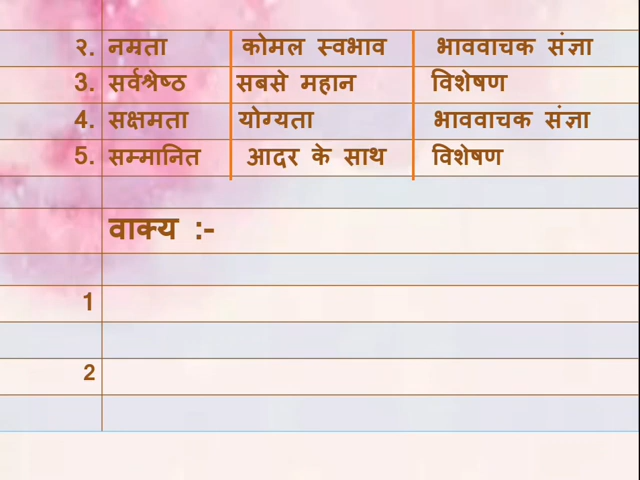 २. नम्रता कोमल स्वभाव भाववाचक संज्ञा
3. सर्वश्रेष्ठ सबसे महान विशेषण
4. सक्षमता योग्यता भाववाचक संज्ञा
5. सम्मानित आदर के साथ विशेषण
वाक्य :-
1
2